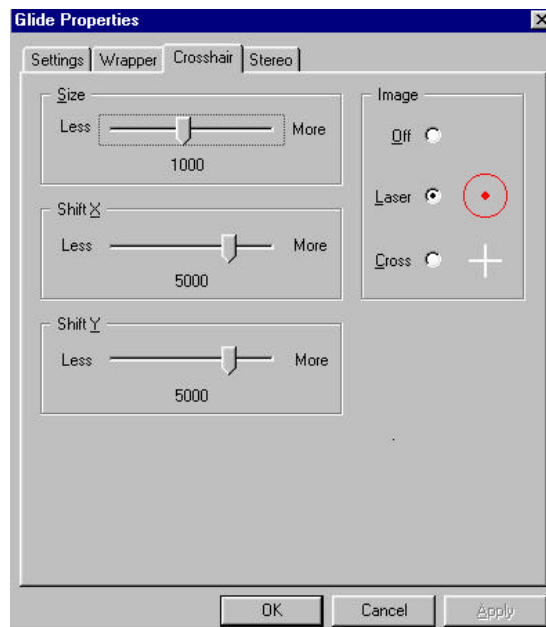 Glide Properties
Settings Wrapper Crosshair Stereo
Size
Less More
1000
Shift X
Less More
5000
Shift Y
Less More
5000
Image
Off
Laser
Cross
OK Cancel Apply